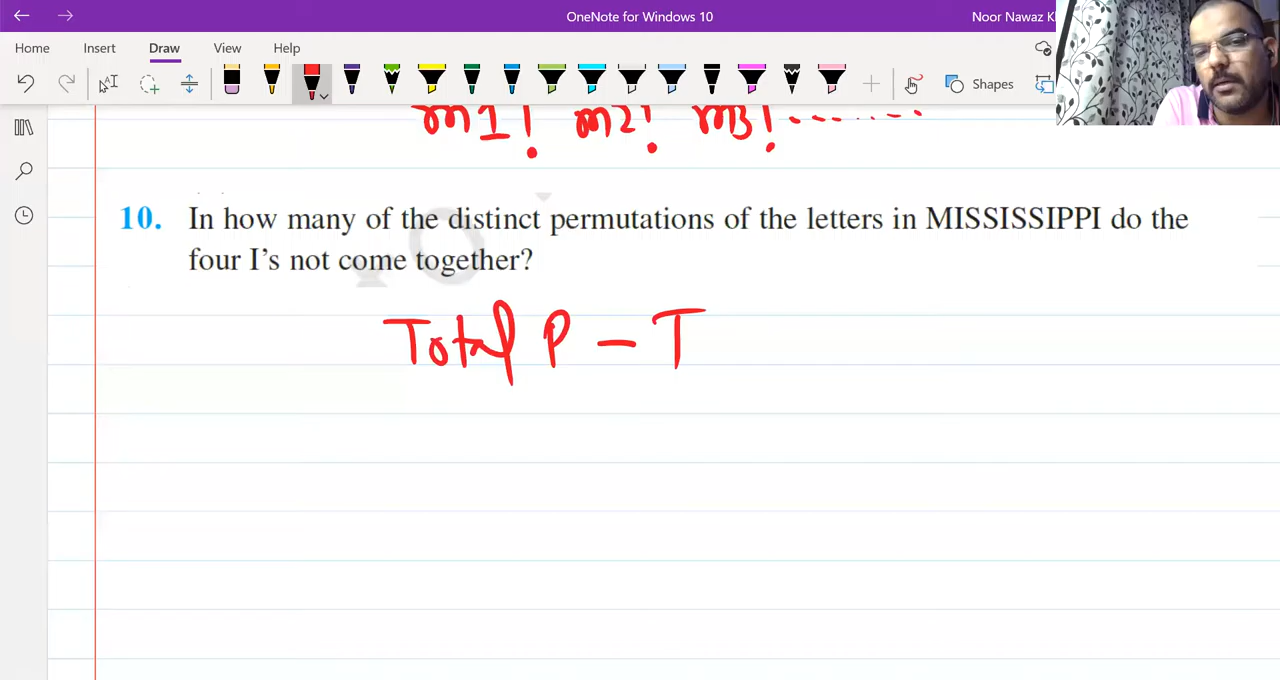 OneNote for Windows 10
Noor Nawaz Kh
Home Insert Draw View Help
Shapes
m1! m2! m3!.......
10. In how many of the distinct permutations of the letters in MISSISSIPPI do the
four I's not come together?
Total P – T